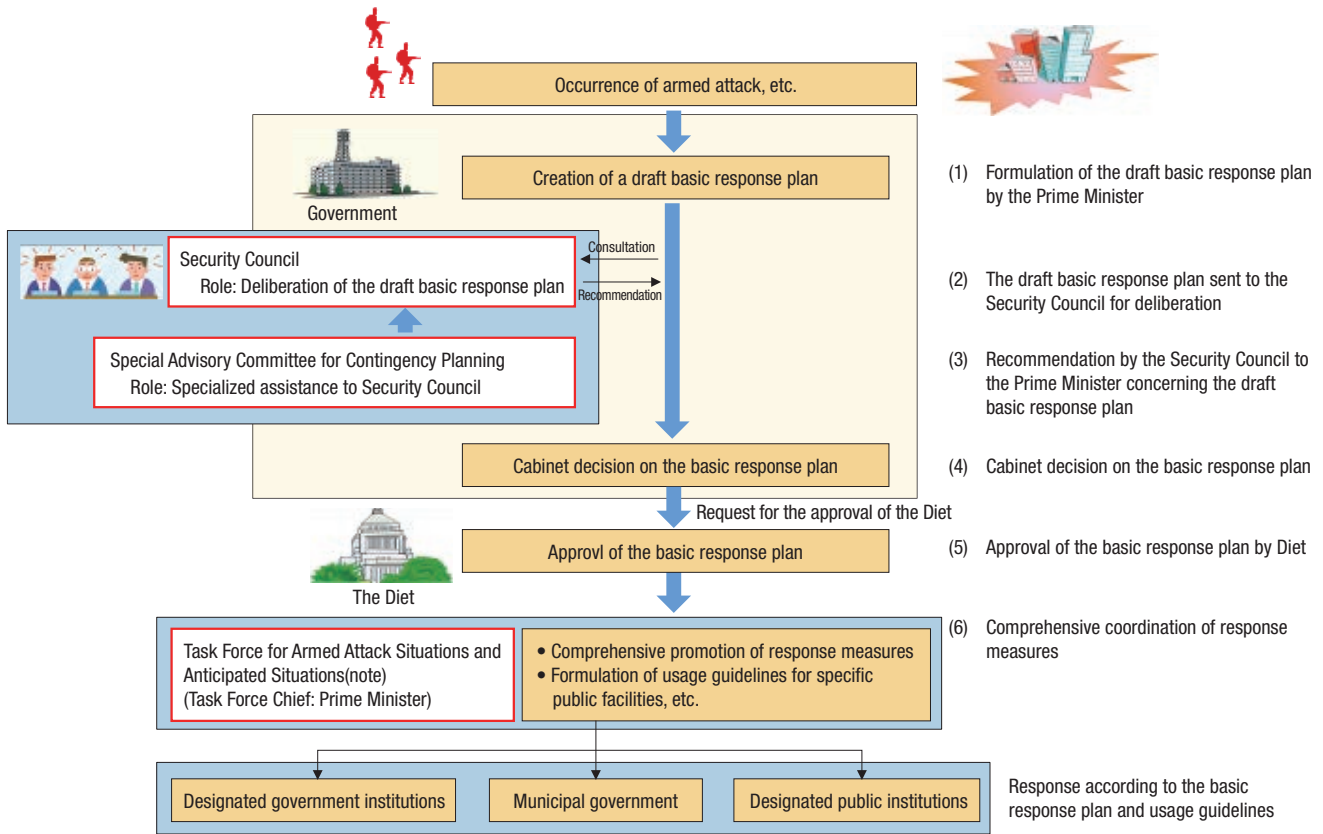 Occurrence of armed attack, etc.
Creation of a draft basic response plan
Government
(1) Formulation of the draft basic response plan
by the Prime Minister
Security Council
Role: Deliberation of the draft basic response plan
Consultation
Recommendation
(2) The draft basic response plan sent to the
Security Council for deliberation
Special Advisory Committee for Contingency Planning
Role: Specialized assistance to Security Council
(3) Recommendation by the Security Council to
the Prime Minister concerning the draft
basic response plan
Cabinet decision on the basic response plan
(4) Cabinet decision on the basic response plan
Request for the approval of the Diet
Approvl of the basic response plan
The Diet
(5) Approval of the basic response plan by Diet
Task Force for Armed Attack Situations and
Anticipated Situations(note)
(Task Force Chief: Prime Minister)
• Comprehensive promotion of response measures
• Formulation of usage guidelines for specific
public facilities, etc.
(6) Comprehensive coordination of response
measures
Designated government institutions
Municipal government
Designated public institutions
Response according to the basic
response plan and usage guidelines